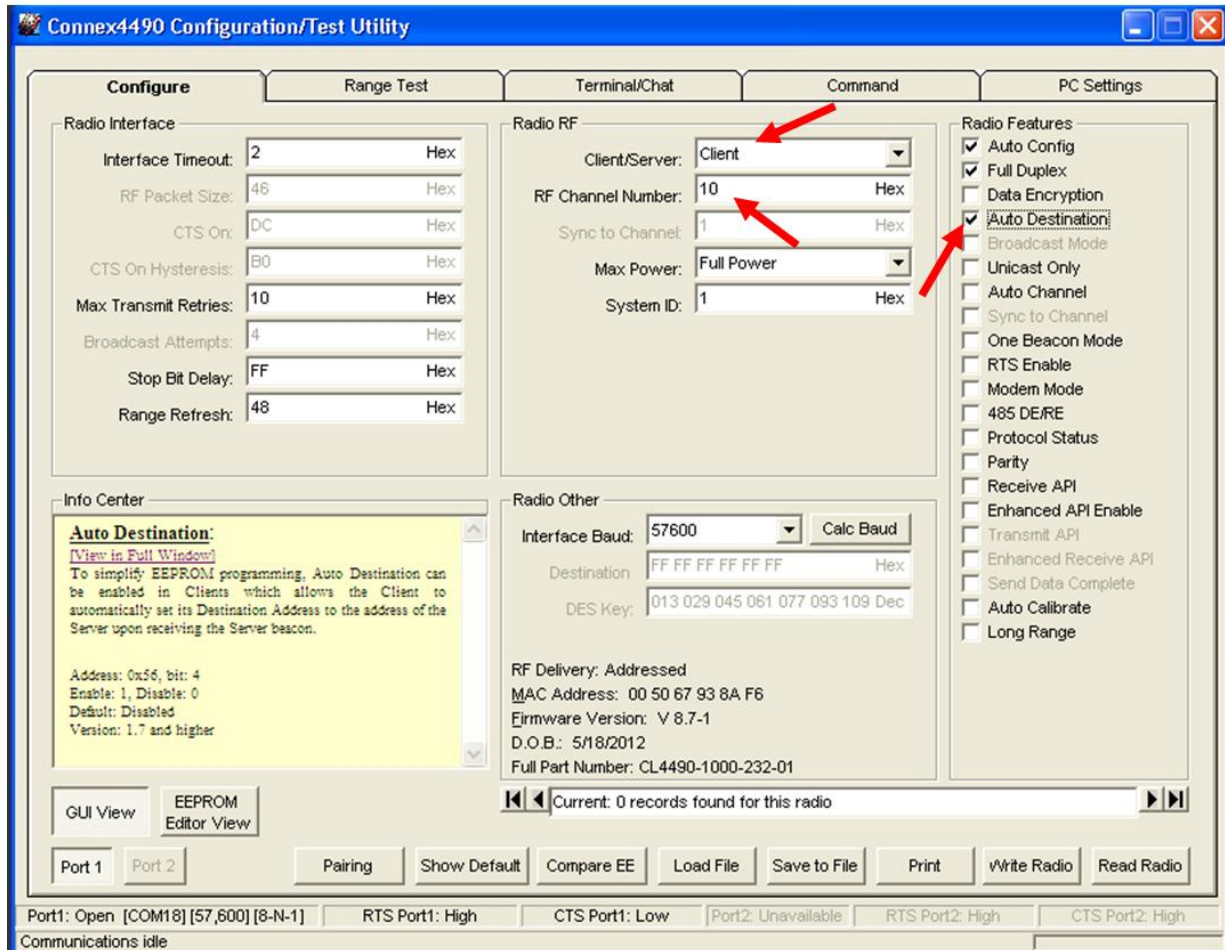 Connex4490 Configuration/Test Utility
Configure
Range Test
Terminal/Chat
Command
PC Settings
Radio Interface
Interface Timeout: 2 Hex
RF Packet Size: 46 Hex
CTS On: DC Hex
CTS On Hysteresis: B0 Hex
Max Transmit Retries: 10 Hex
Broadcast Attempts: 4 Hex
Stop Bit Delay: FF Hex
Range Refresh: 48 Hex
Radio RF
Client/Server: Client
RF Channel Number: 10 Hex
Sync to Channel: 1 Hex
Max Power: Full Power
System ID: 1 Hex
Radio Features
Auto Config
Full Duplex
Data Encryption
Auto Destination
Broadcast Mode
Unicast Only
Auto Channel
Sync to Channel
One Beacon Mode
RTS Enable
Modem Mode
485 DE/RE
Protocol Status
Parity
Receive API
Enhanced API Enable
Transmit API
Enhanced Receive API
Send Data Complete
Auto Calibrate
Long Range
Info Center
Auto Destination:
[View in Full Window]
To simplify EEPROM programming, Auto Destination can
be enabled in Clients which allows the Client to
automatically set its Destination Address to the address of the
Server upon receiving the Server beacon.
Address: 0x56, bit: 4
Enable: 1, Disable: 0
Default: Disabled
Version: 1.7 and higher
Radio Other
Interface Baud: 57600 Calc Baud
Destination FF FF FF FF FF FF Hex
DES Key: 013 029 045 061 077 093 109 Dec
RF Delivery: Addressed
MAC Address: 00 50 67 93 8A F6
Firmware Version: V 8.7-1
D.O.B.: 5/18/2012
Full Part Number: CL4490-1000-232-01
GUI View
EEPROM
Editor View
Current: 0 records found for this radio
Port 1
Port 2
Pairing
Show Default
Compare EE
Load File
Save to File
Print
Write Radio
Read Radio
Port1: Open [COM18] [57,600] [8-N-1]
RTS Port1: High
CTS Port1: Low
Port2: Unavailable
RTS Port2: High
CTS Port2: High
Communications idle